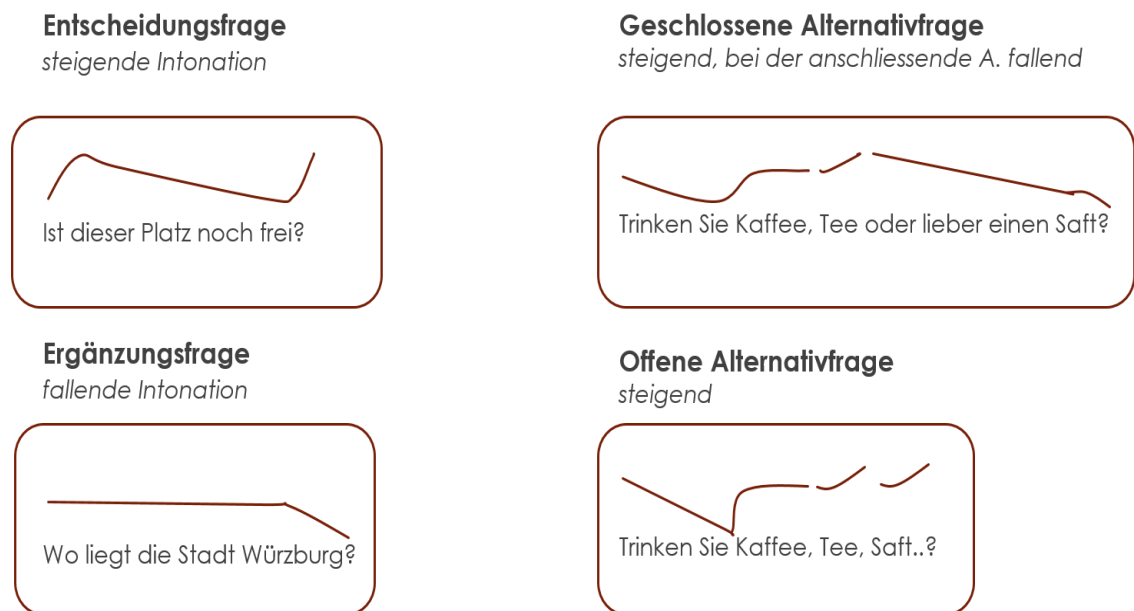 Entscheidungsfrage
steigende Intonation
Ist dieser Platz noch frei?
Geschlossene Alternativfrage
steigend, bei der anschliessende A. fallend
Trinken Sie Kaffee, Tee oder lieber einen Saft?
Ergänzungsfrage
fallende Intonation
Wo liegt die Stadt Würzburg?
Offene Alternativfrage
steigend
Trinken Sie Kaffee, Tee, Saft..?